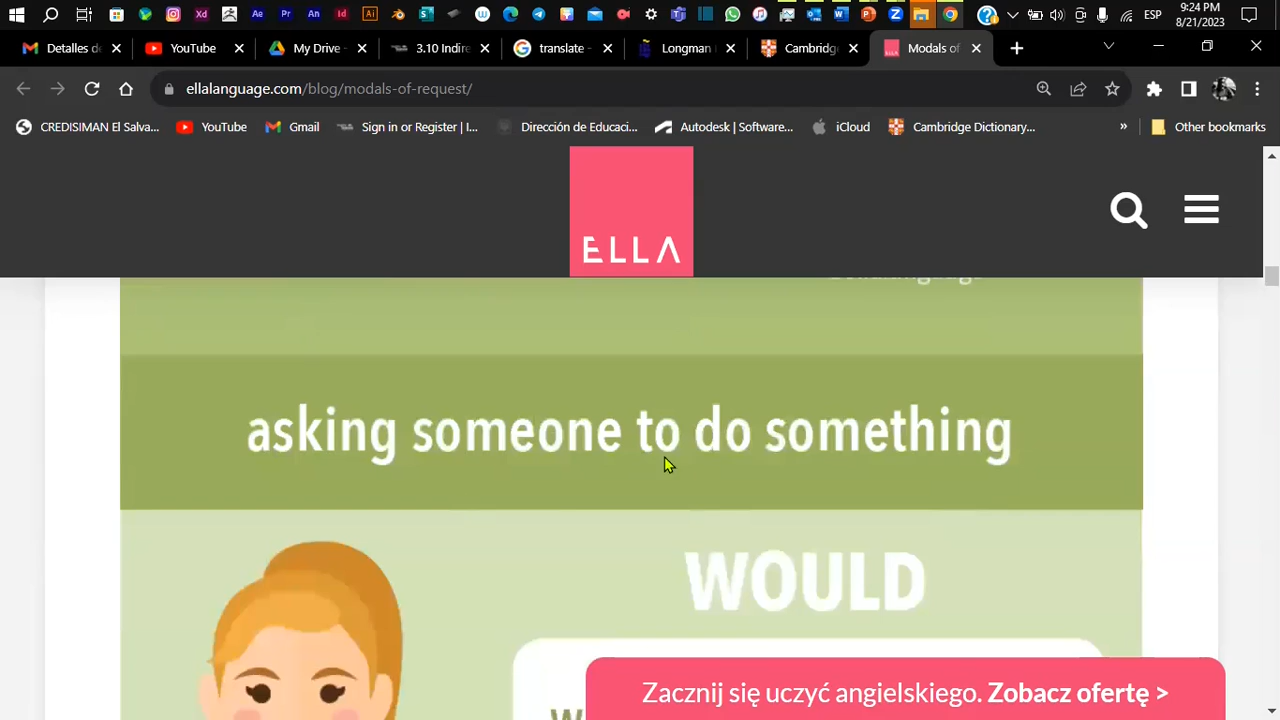 9:24 PM
ESP
8/21/2023
Detalles de
YouTube
My Drive -
3.10 Indire
translate -
Longman
Cambridg
Modals of
ellalanguage.com/blog/modals-of-request/
CREDISIMAN El Salva...
YouTube
Gmail
Sign in or Register | I...
Dirección de Educaci...
Autodesk | Software...
iCloud
Cambridge Dictionary...
»
Other bookmarks
ELLA
asking someone to do something
WOULD
Zacznij się uczyć angielskiego. Zobacz ofertę >